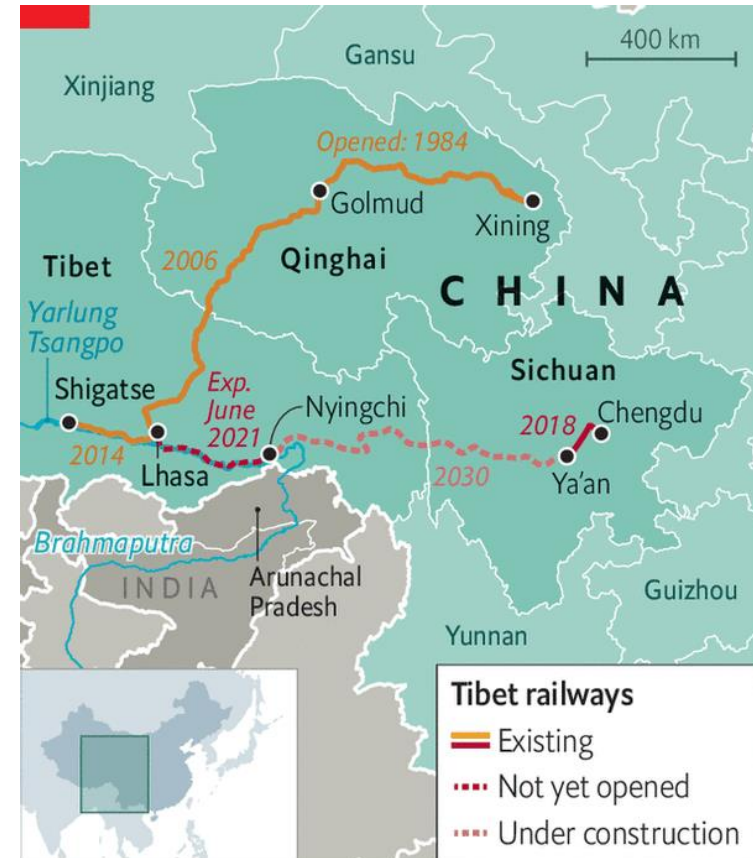 400 km
Gansu
Xinjiang
Opened: 1984
Golmud
Xining
2006
Qinghai
Tibet
CHINA
Yarlung
Tsangpo
Sichuan
Shigatse
Exp.
June
2021
Nyingchi
2018
Chengdu
2014
Lhasa
2030
Ya'an
Brahmaputra
INDIA
Arunachal
Pradesh
Guizhou
Yunnan
Tibet railways
Existing
Not yet opened
Under construction